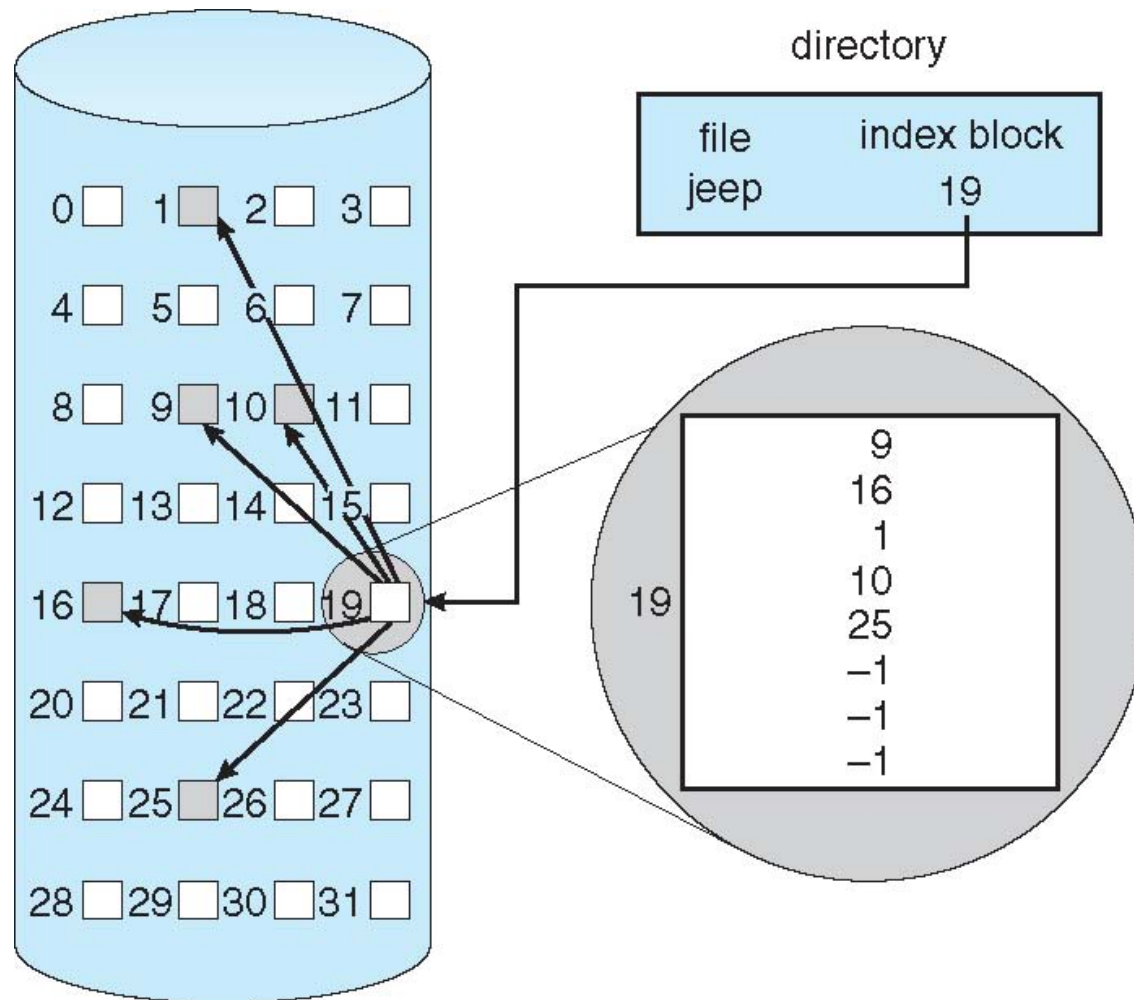 directory
file index block
jeep 19
0 1 2 3
4 5 6 7
8 9 10 11
12 13 14 15
16 17 18 19
20 21 22 23
24 25 26 27
28 29 30 31
19
9
16
1
10
25
–1
–1
–1